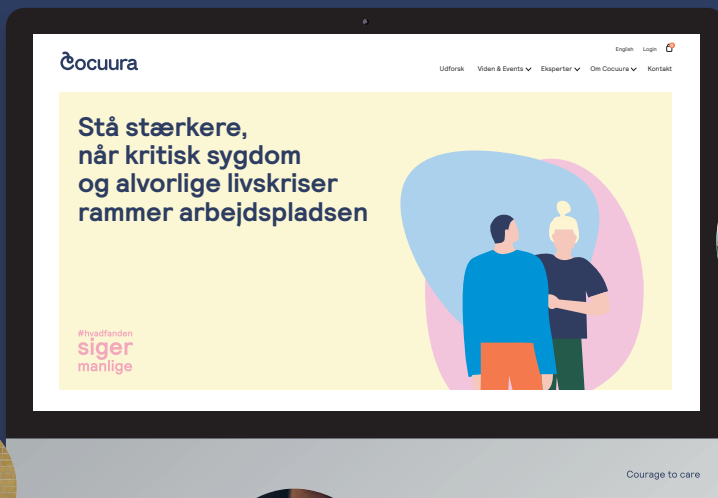 English Login
Cocuura
Udforsk Viden & Events Eksperter Om Cocuura Kontakt
Stå stærkere,
når kritisk sygdom
og alvorlige livskriser
rammer arbejdspladsen
#hvadfanden
siger
manlige
Courage to care